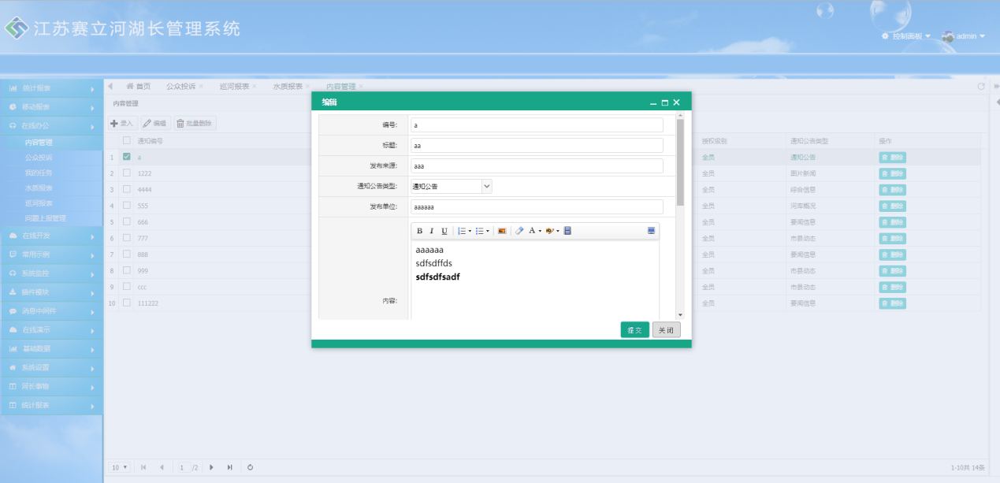 江苏赛立河湖长管理系统
控制面板
admin
统计报表
移动报表
在线办公
内容管理
公众投诉
我的任务
水质报表
巡河报表
问题上报管理
在线开发
常用示例
系统监控
插件模块
消息中间件
在线演示
基础数据
系统设置
河长事物
统计报表
首页 公众投诉 × 巡河报表 × 水质报表 × 内容管理 ×
内容管理
录入 编辑 批量删除
通知编号 授权级别 通知公告类型 操作
1 a 全员 通知公告 删除
2 1222 全员 图片新闻 删除
3 4444 全员 综合信息 删除
4 555 全员 河库概况 删除
5 666 全员 要闻信息 删除
6 777 全员 市县动态 删除
7 888 全员 要闻信息 删除
8 999 全员 市县动态 删除
9 ccc 全员 市县动态 删除
10 111222 全员 要闻信息 删除
编辑
编号: a
标题: aa
发布来源: aaa
通知公告类型: 通知公告
发布单位: aaaaaa
B I U A
aaaaaa
sdfsdffds
sdfsdfsadf
内容:
提交 关闭
10 1 /2
1-10共 14条